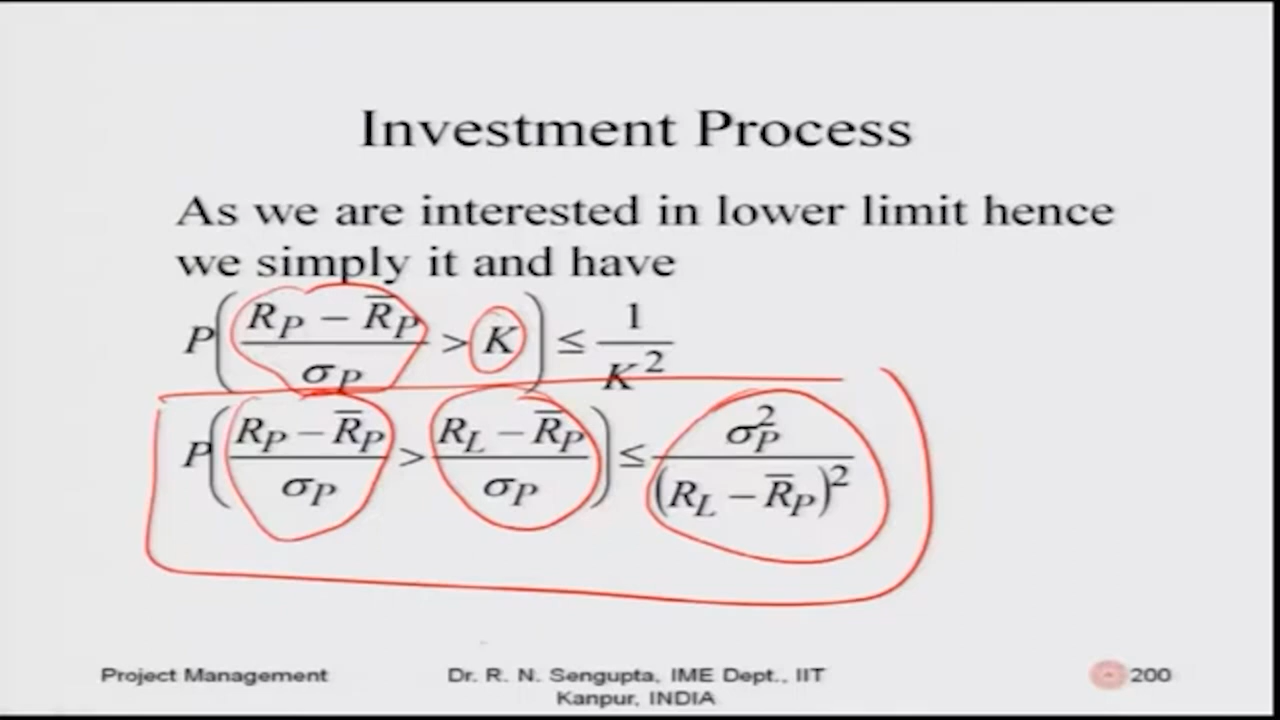 Investment Process
As we are interested in lower limit hence
we simply it and have
P((R_P − R̅_P)/σ_P > K) ≤ 1/K²
P((R_P − R̅_P)/σ_P > (R_L − R̅_P)/σ_P) ≤ σ²_P/(R_L − R̅_P)²
Project Management
Dr. R. N. Sengupta, IME Dept., IIT
Kanpur, INDIA
200